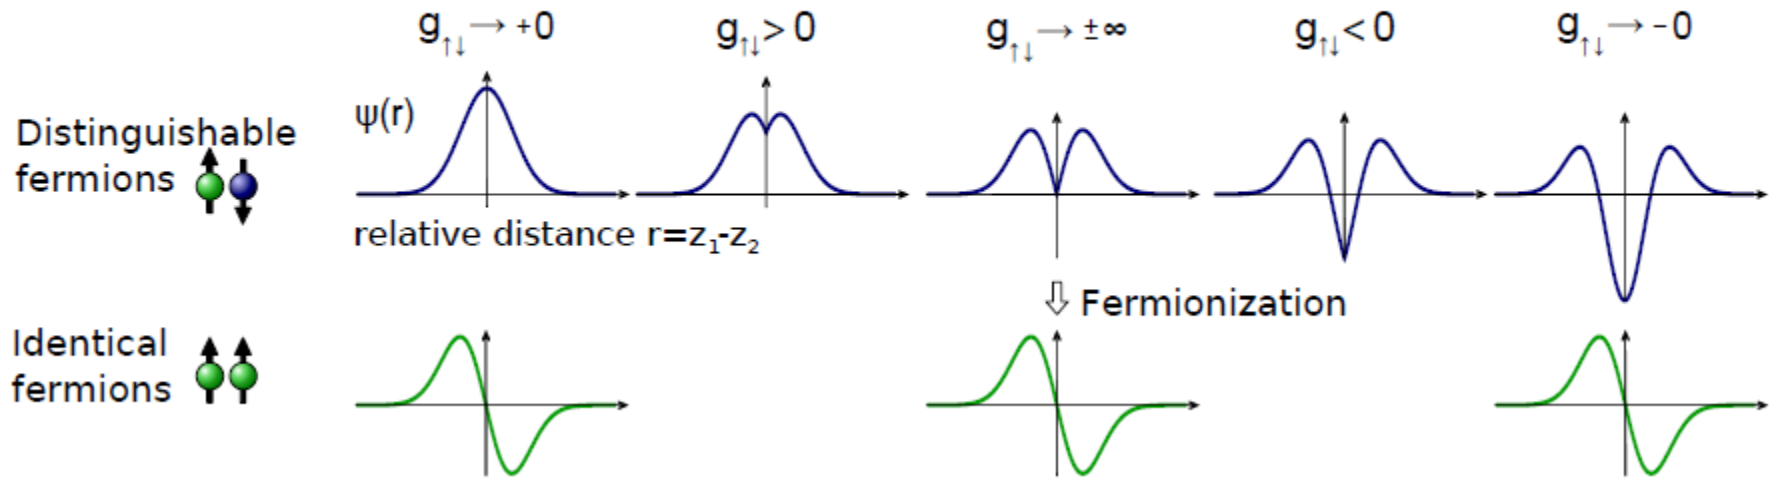 g↑↓→ +0
g↑↓> 0
g↑↓→ ±∞
g↑↓< 0
g↑↓→ −0
Distinguishable
fermions
ψ(r)
relative distance r=z₁-z₂
Fermionization
Identical
fermions